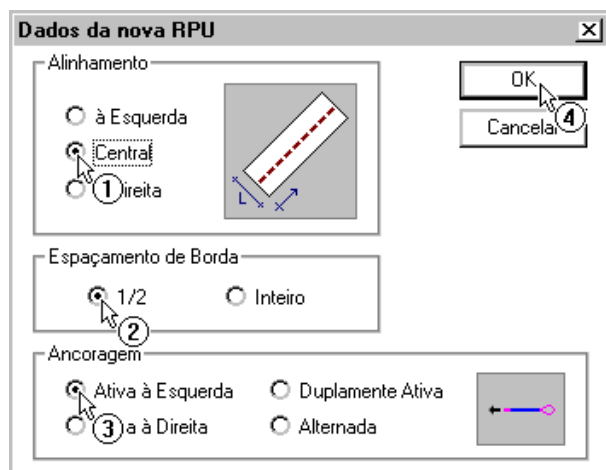 Dados da nova RPU
Alinhamento
à Esquerda
Central
1 ireita
L
OK
4
Cancelar
Espaçamento de Borda
1/2
Inteiro
2
Ancoragem
Ativa à Esquerda
Duplamente Ativa
3 a à Direita
Alternada